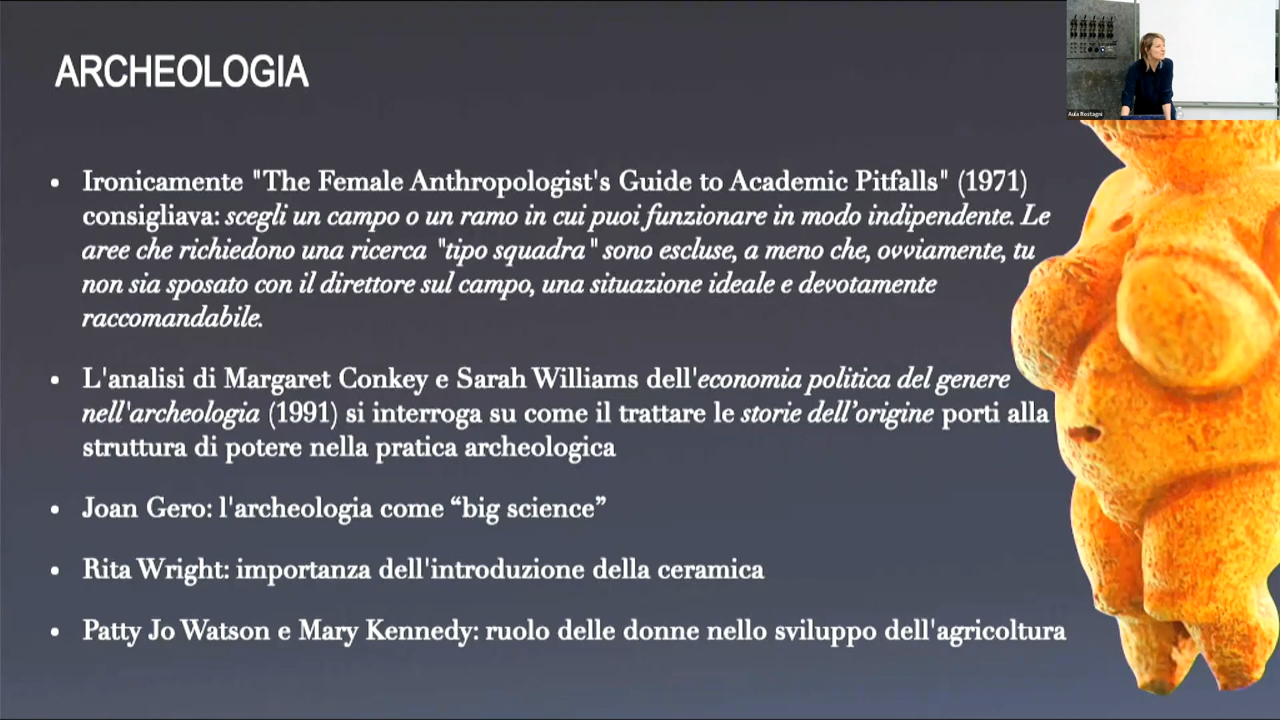 ARCHEOLOGIA
Aula Rostagni
• Ironicamente "The Female Anthropologist's Guide to Academic Pitfalls" (1971)
consigliava: scegli un campo o un ramo in cui puoi funzionare in modo indipendente. Le
aree che richiedono una ricerca "tipo squadra" sono escluse, a meno che, ovviamente, tu
non sia sposato con il direttore sul campo, una situazione ideale e devotamente
raccomandabile.
• L'analisi di Margaret Conkey e Sarah Williams dell'economia politica del genere
nell'archeologia (1991) si interroga su come il trattare le storie dell’origine porti alla
struttura di potere nella pratica archeologica
• Joan Gero: l'archeologia come “big science”
• Rita Wright: importanza dell'introduzione della ceramica
• Patty Jo Watson e Mary Kennedy: ruolo delle donne nello sviluppo dell'agricoltura